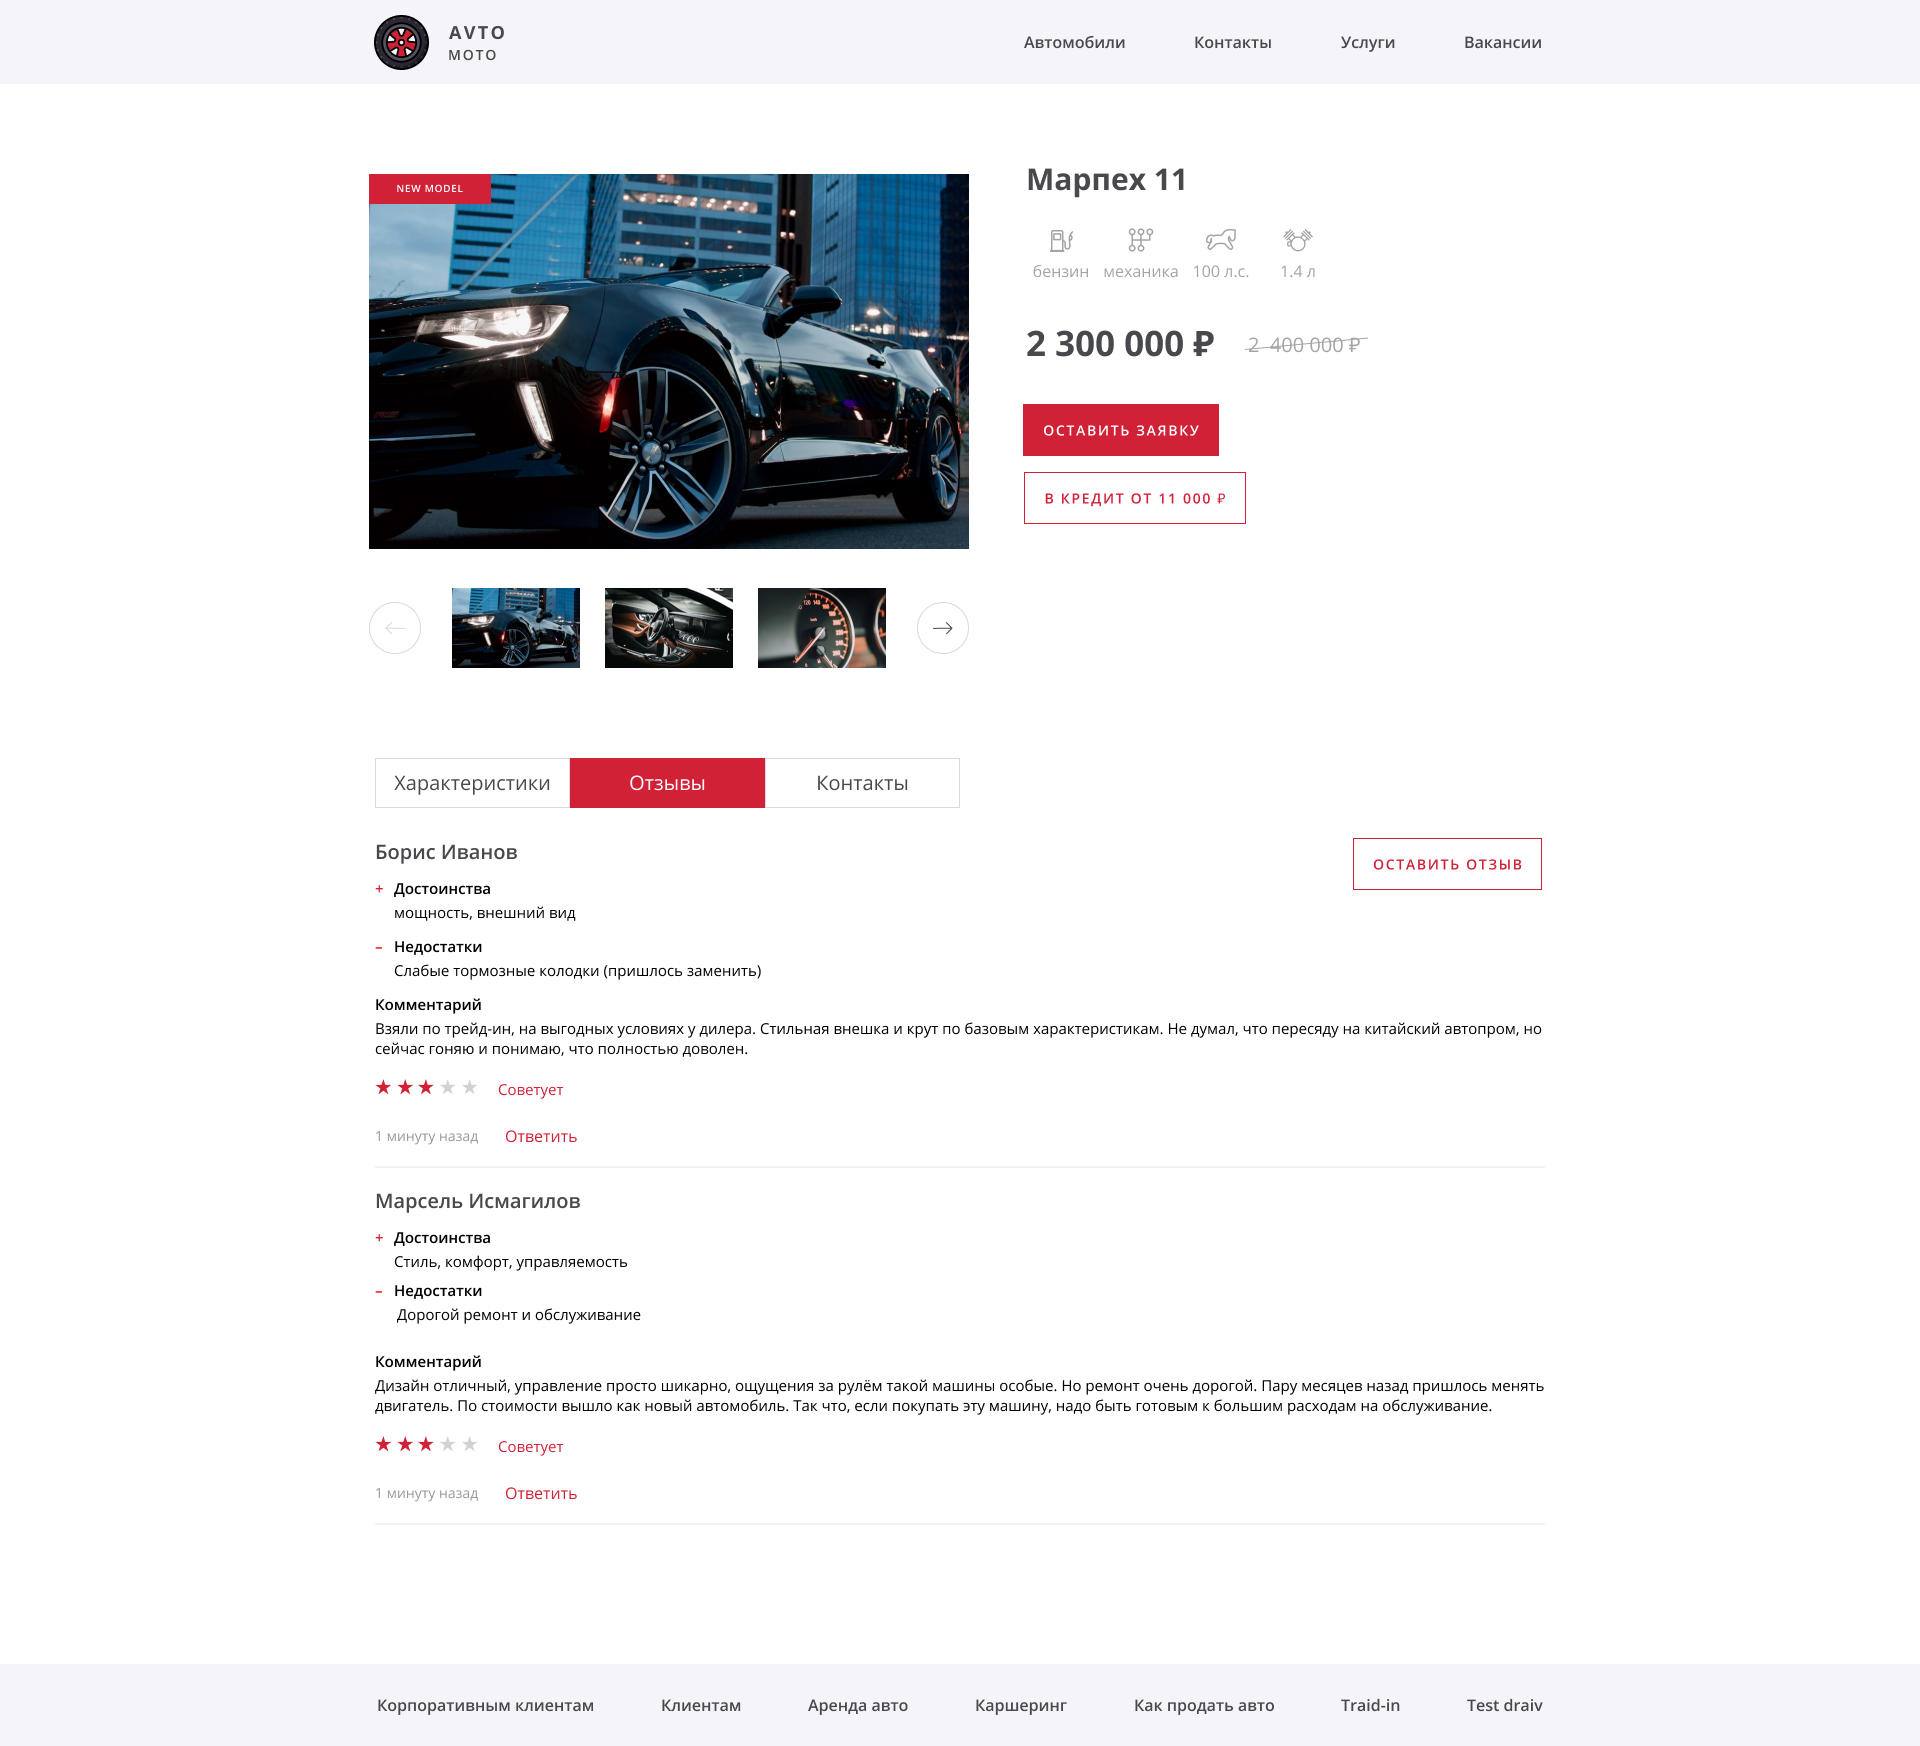 AVTO
MOTO
Автомобили
Контакты
Услуги
Вакансии
NEW MODEL
Марпех 11
бензин
механика
100 л.с.
1.4 л
2 300 000 ₽
2 400 000 ₽
ОСТАВИТЬ ЗАЯВКУ
В КРЕДИТ ОТ 11 000 ₽
Характеристики
Отзывы
Контакты
Борис Иванов
ОСТАВИТЬ ОТЗЫВ
+ Достоинства
мощность, внешний вид
– Недостатки
Слабые тормозные колодки (пришлось заменить)
Комментарий
Взяли по трейд-ин, на выгодных условиях у дилера. Стильная внешка и крут по базовым характеристикам. Не думал, что пересяду на китайский автопром, но
сейчас гоняю и понимаю, что полностью доволен.
Советует
1 минуту назад
Ответить
Марсель Исмагилов
+ Достоинства
Стиль, комфорт, управляемость
– Недостатки
Дорогой ремонт и обслуживание
Комментарий
Дизайн отличный, управление просто шикарно, ощущения за рулём такой машины особые. Но ремонт очень дорогой. Пару месяцев назад пришлось менять
двигатель. По стоимости вышло как новый автомобиль. Так что, если покупать эту машину, надо быть готовым к большим расходам на обслуживание.
Советует
1 минуту назад
Ответить
Корпоративным клиентам
Клиентам
Аренда авто
Каршеринг
Как продать авто
Traid-in
Test draiv